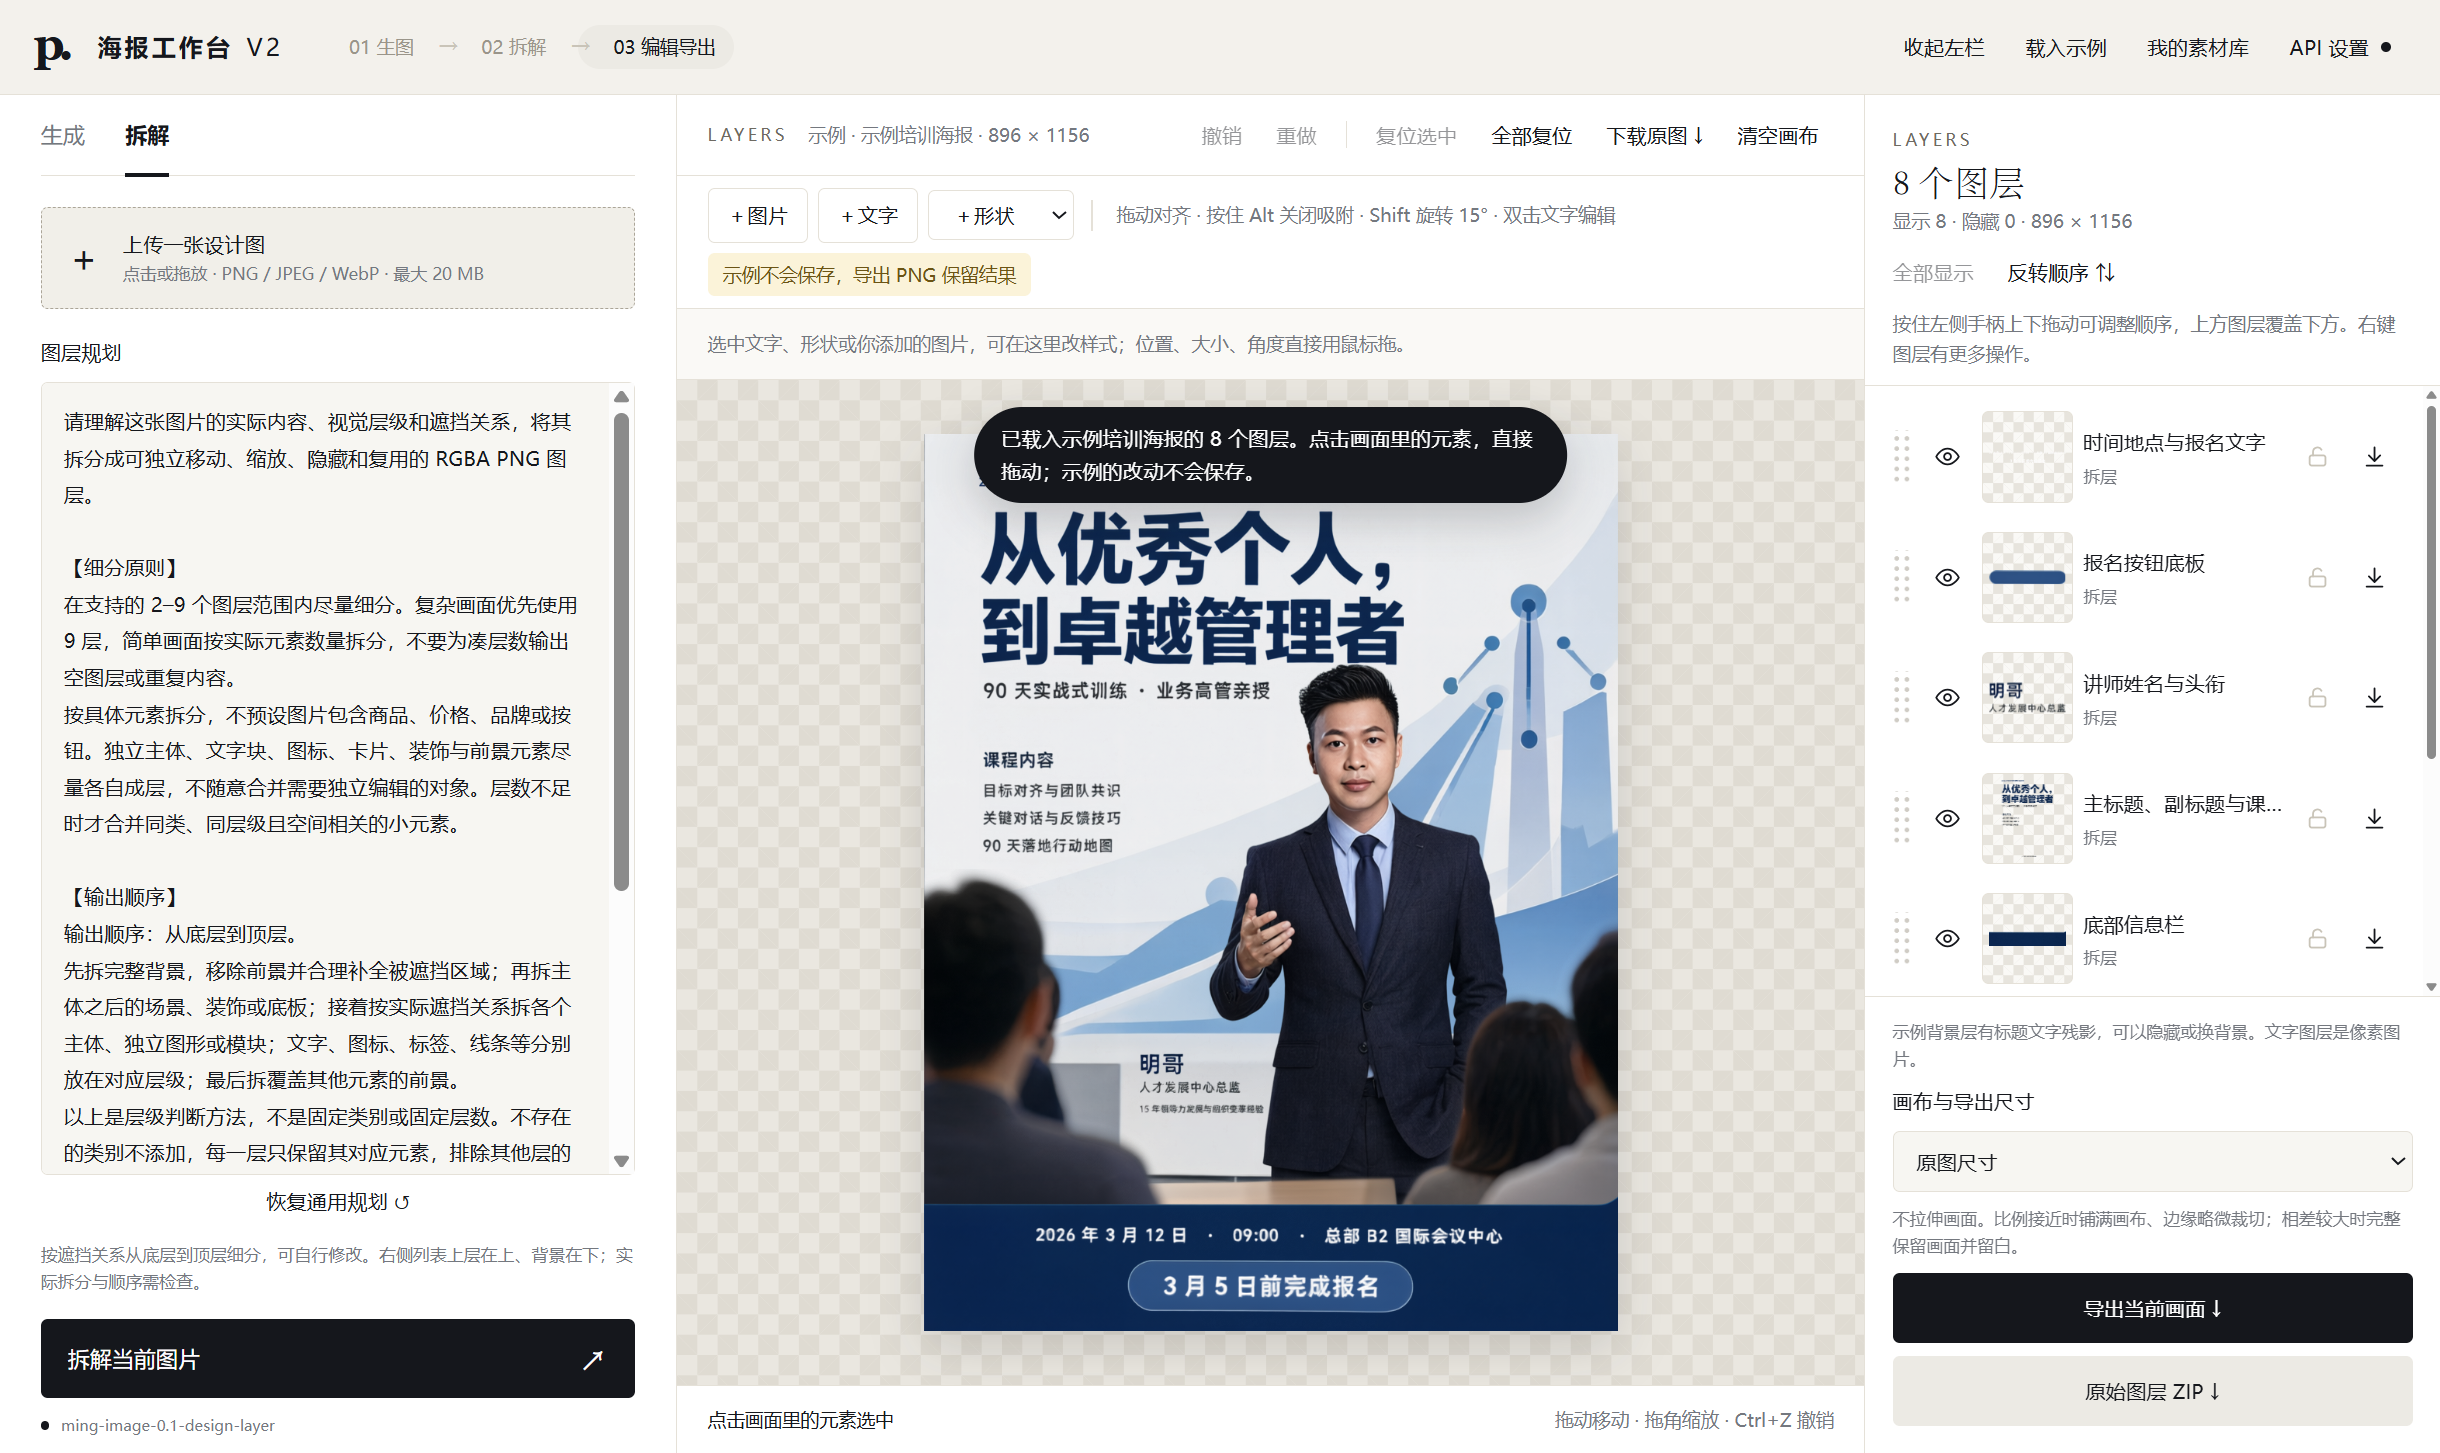 p. 海报工作台 V2
01 生图 → 02 拆解 → 03 编辑导出
收起左栏 载入示例 我的素材库 API 设置 ●
生成 拆解
+ 上传一张设计图
点击或拖放 · PNG / JPEG / WebP · 最大 20 MB
图层规划
请理解这张图片的实际内容、视觉层级和遮挡关系，将其
拆分成可独立移动、缩放、隐藏和复用的 RGBA PNG 图
层。
【细分原则】
在支持的 2–9 个图层范围内尽量细分。复杂画面优先使用
9 层，简单画面按实际元素数量拆分，不要为凑层数输出
空图层或重复内容。
按具体元素拆分，不预设图片包含商品、价格、品牌或按
钮。独立主体、文字块、图标、卡片、装饰与前景元素尽
量各自成层，不随意合并需要独立编辑的对象。层数不足
时才合并同类、同层级且空间相关的小元素。
【输出顺序】
输出顺序：从底层到顶层。
先拆完整背景，移除前景并合理补全被遮挡区域；再拆主
体之后的场景、装饰或底板；接着按实际遮挡关系拆各个
主体、独立图形或模块；文字、图标、标签、线条等分别
放在对应层级；最后拆覆盖其他元素的前景。
以上是层级判断方法，不是固定类别或固定层数。不存在
的类别不添加，每一层只保留其对应元素，排除其他层的
恢复通用规划 ↺
按遮挡关系从底层到顶层细分，可自行修改。右侧列表上层在上、背景在下；实
际拆分与顺序需检查。
拆解当前图片 ↗
● ming-image-0.1-design-layer
LAYERS 示例 · 示例培训海报 · 896 × 1156
撤销 重做 复位选中 全部复位 下载原图 ↓ 清空画布
+ 图片 + 文字 + 形状
拖动对齐 · 按住 Alt 关闭吸附 · Shift 旋转 15° · 双击文字编辑
示例不会保存，导出 PNG 保留结果
选中文字、形状或你添加的图片，可在这里改样式；位置、大小、角度直接用鼠标拖。
已载入示例培训海报的 8 个图层。点击画面里的元素，直接
拖动；示例的改动不会保存。
从优秀个人，
到卓越管理者
90 天实战式训练 · 业务高管亲授
课程内容
目标对齐与团队共识
关键对话与反馈技巧
90 天落地行动地图
明哥
人才发展中心总监
15 年领导力发展与组织变革经验
2026 年 3 月 12 日 · 09:00 · 总部 B2 国际会议中心
3 月 5 日前完成报名
点击画面里的元素选中
拖动移动 · 拖角缩放 · Ctrl+Z 撤销
LAYERS
8 个图层
显示 8 · 隐藏 0 · 896 × 1156
全部显示 反转顺序 ↑↓
按住左侧手柄上下拖动可调整顺序，上方图层覆盖下方。右键
图层有更多操作。
时间地点与报名文字
拆层
报名按钮底板
拆层
明哥
人才发展中心总监
讲师姓名与头衔
拆层
从优秀个人，
到卓越管理者
主标题、副标题与课...
拆层
底部信息栏
拆层
示例背景层有标题文字残影，可以隐藏或换背景。文字图层是像素图
片。
画布与导出尺寸
原图尺寸
不拉伸画面。比例接近时铺满画布、边缘略微裁切；相差较大时完整
保留画面并留白。
导出当前画面 ↓
原始图层 ZIP ↓